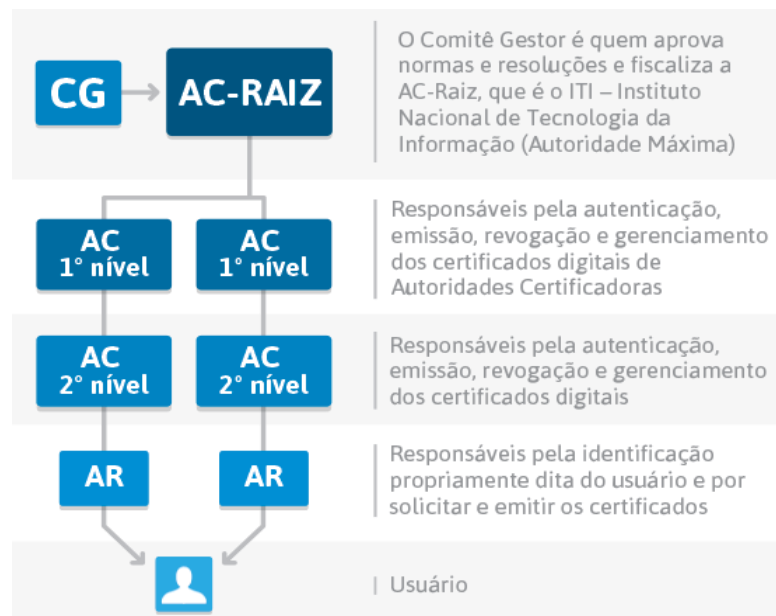 CG
AC-RAIZ
O Comitê Gestor é quem aprova
normas e resoluções e fiscaliza a
AC-Raiz, que é o ITI – Instituto
Nacional de Tecnologia da
Informação (Autoridade Máxima)
AC
1° nível
AC
1° nível
Responsáveis pela autenticação,
emissão, revogação e gerenciamento
dos certificados digitais de
Autoridades Certificadoras
AC
2° nível
AC
2° nível
Responsáveis pela autenticação,
emissão, revogação e gerenciamento
dos certificados digitais
AR
AR
Responsáveis pela identificação
propriamente dita do usuário e por
solicitar e emitir os certificados
Usuário